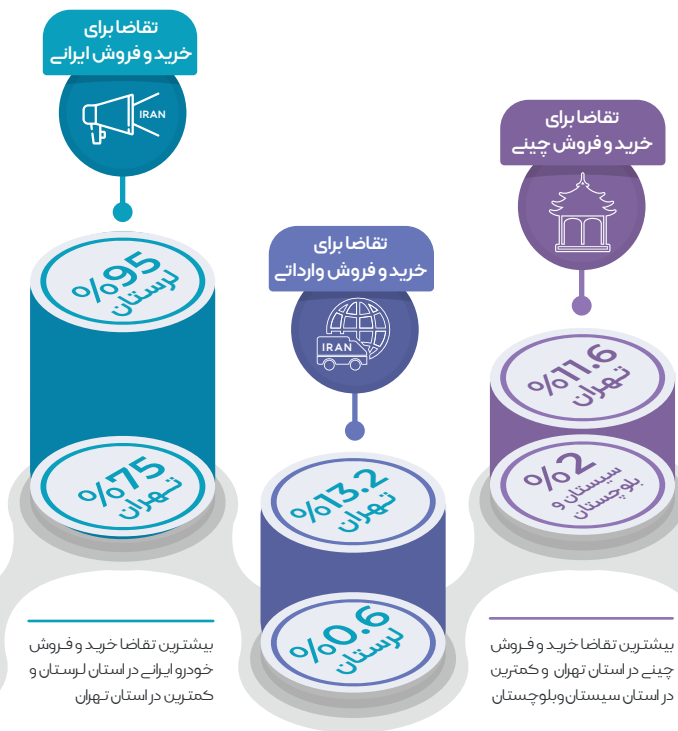 تقاضا برای
خرید و فروش ایرانی
IRAN
%95
لرستان
%75
تهران
بیشترین تقاضا خرید و فروش
خودرو ایرانی در استان لرستان و
کمترین در استان تهران
تقاضا برای
خرید و فروش وارداتی
IRAN
%13.2
تهران
%0.6
لرستان
تقاضا برای
خرید و فروش چینی
%11.6
تهران
%2
سیستان و
بلوچستان
بیشترین تقاضا خرید و فروش
چینی در استان تهران و کمترین
در استان سیستان‌وبلوچستان